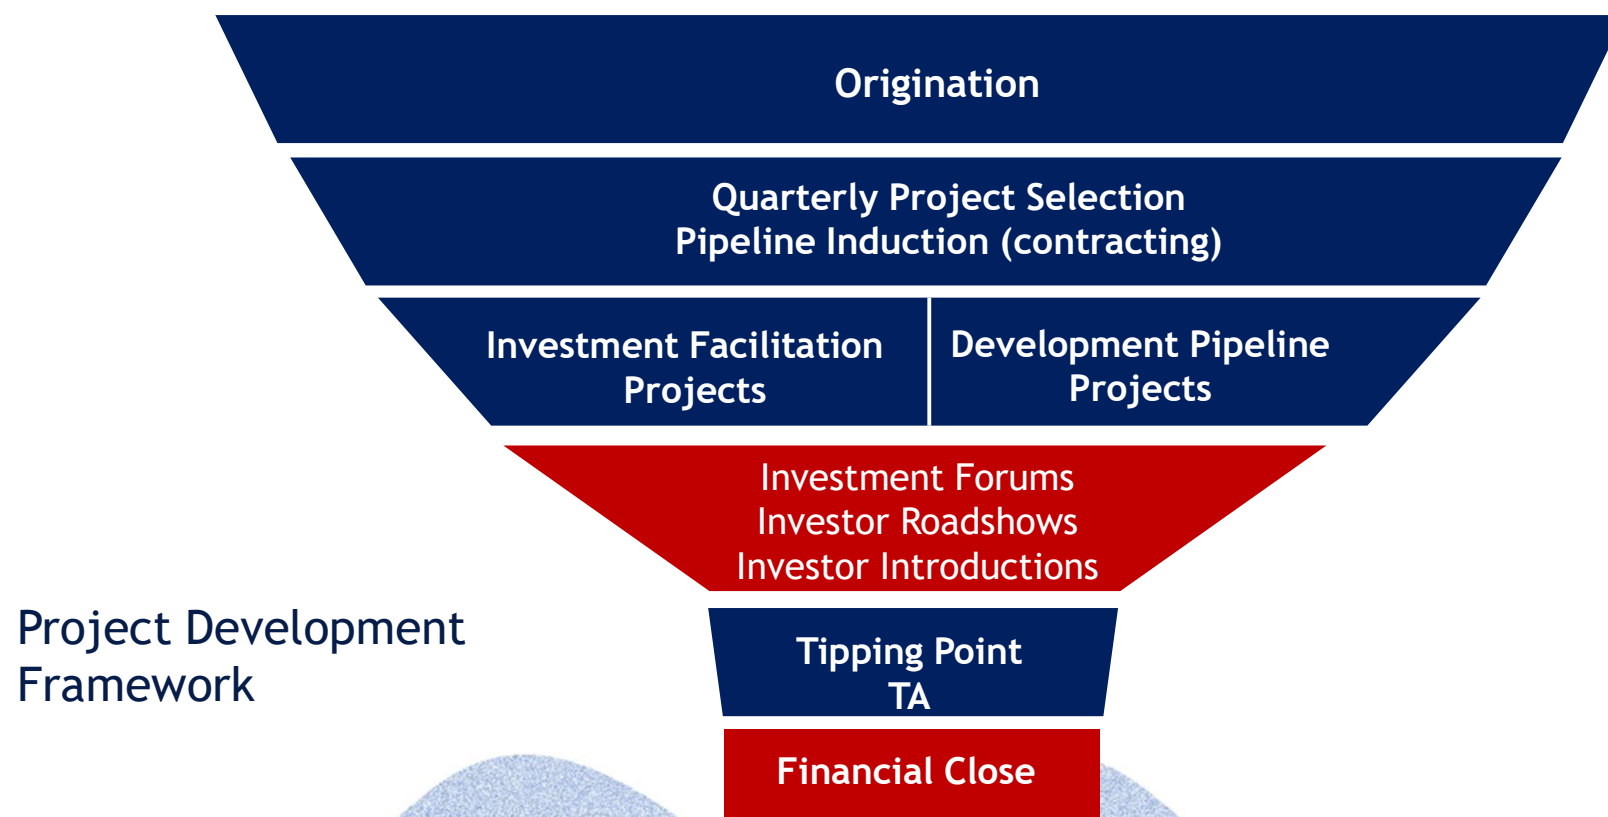 Origination
Quarterly Project Selection
Pipeline Induction (contracting)
Investment Facilitation
Projects
Development Pipeline
Projects
Investment Forums
Investor Roadshows
Investor Introductions
Project Development
Framework
Tipping Point
TA
Financial Close